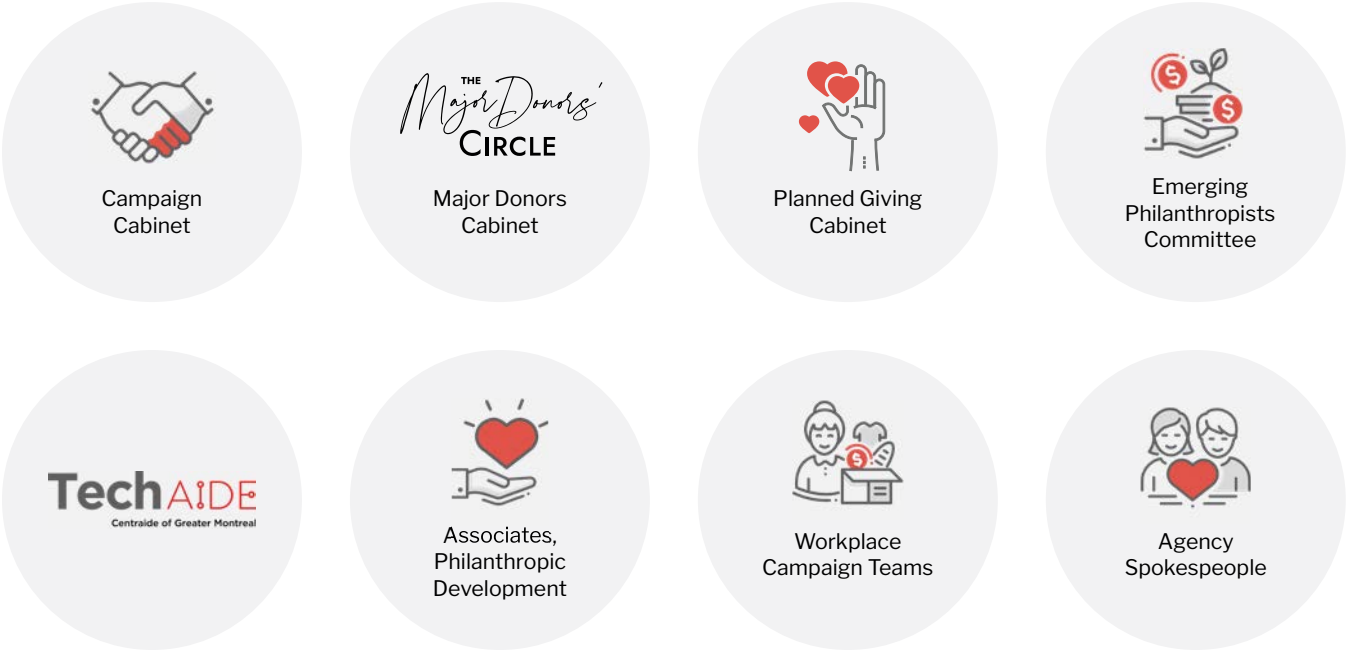 Campaign
Cabinet
THE
Major Donors'
CIRCLE
Major Donors
Cabinet
Planned Giving
Cabinet
$
$
Emerging
Philanthropists
Committee
TechAIDE
Centraide of Greater Montreal
Associates,
Philanthropic
Development
$
Workplace
Campaign Teams
Agency
Spokespeople